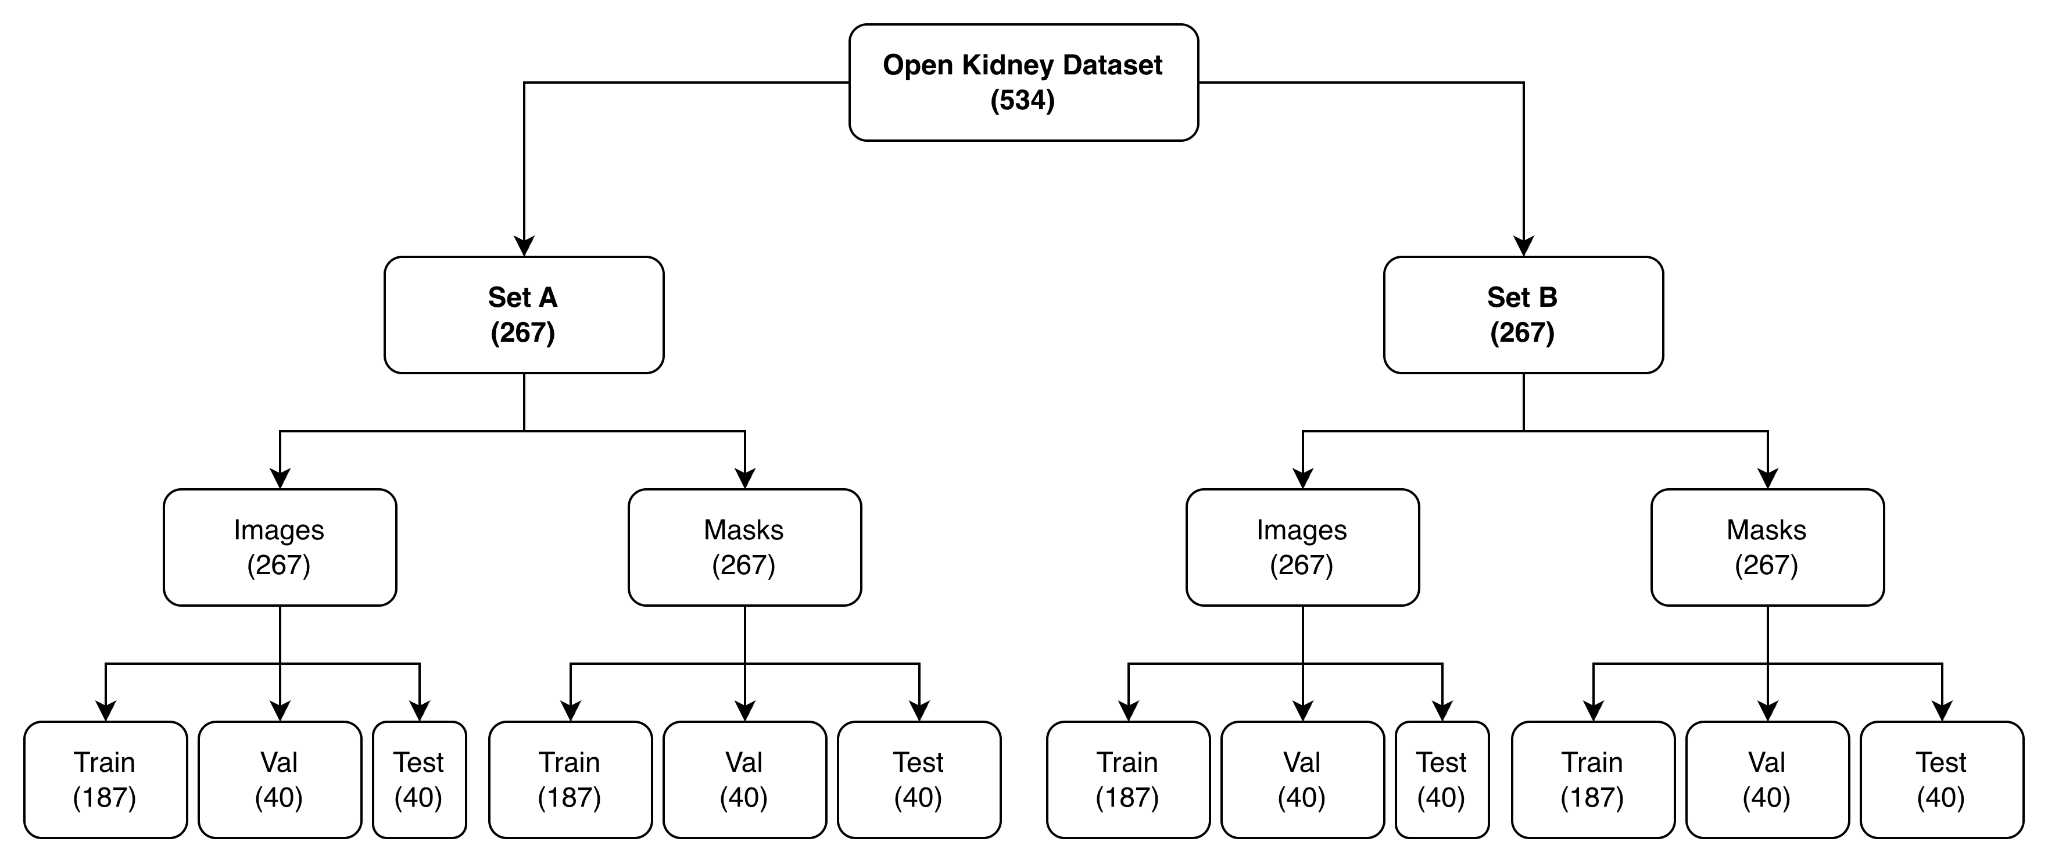 Open Kidney Dataset
(534)
Set A
(267)
Set B
(267)
Images
(267)
Masks
(267)
Images
(267)
Masks
(267)
Train
(187)
Val
(40)
Test
(40)
Train
(187)
Val
(40)
Test
(40)
Train
(187)
Val
(40)
Test
(40)
Train
(187)
Val
(40)
Test
(40)